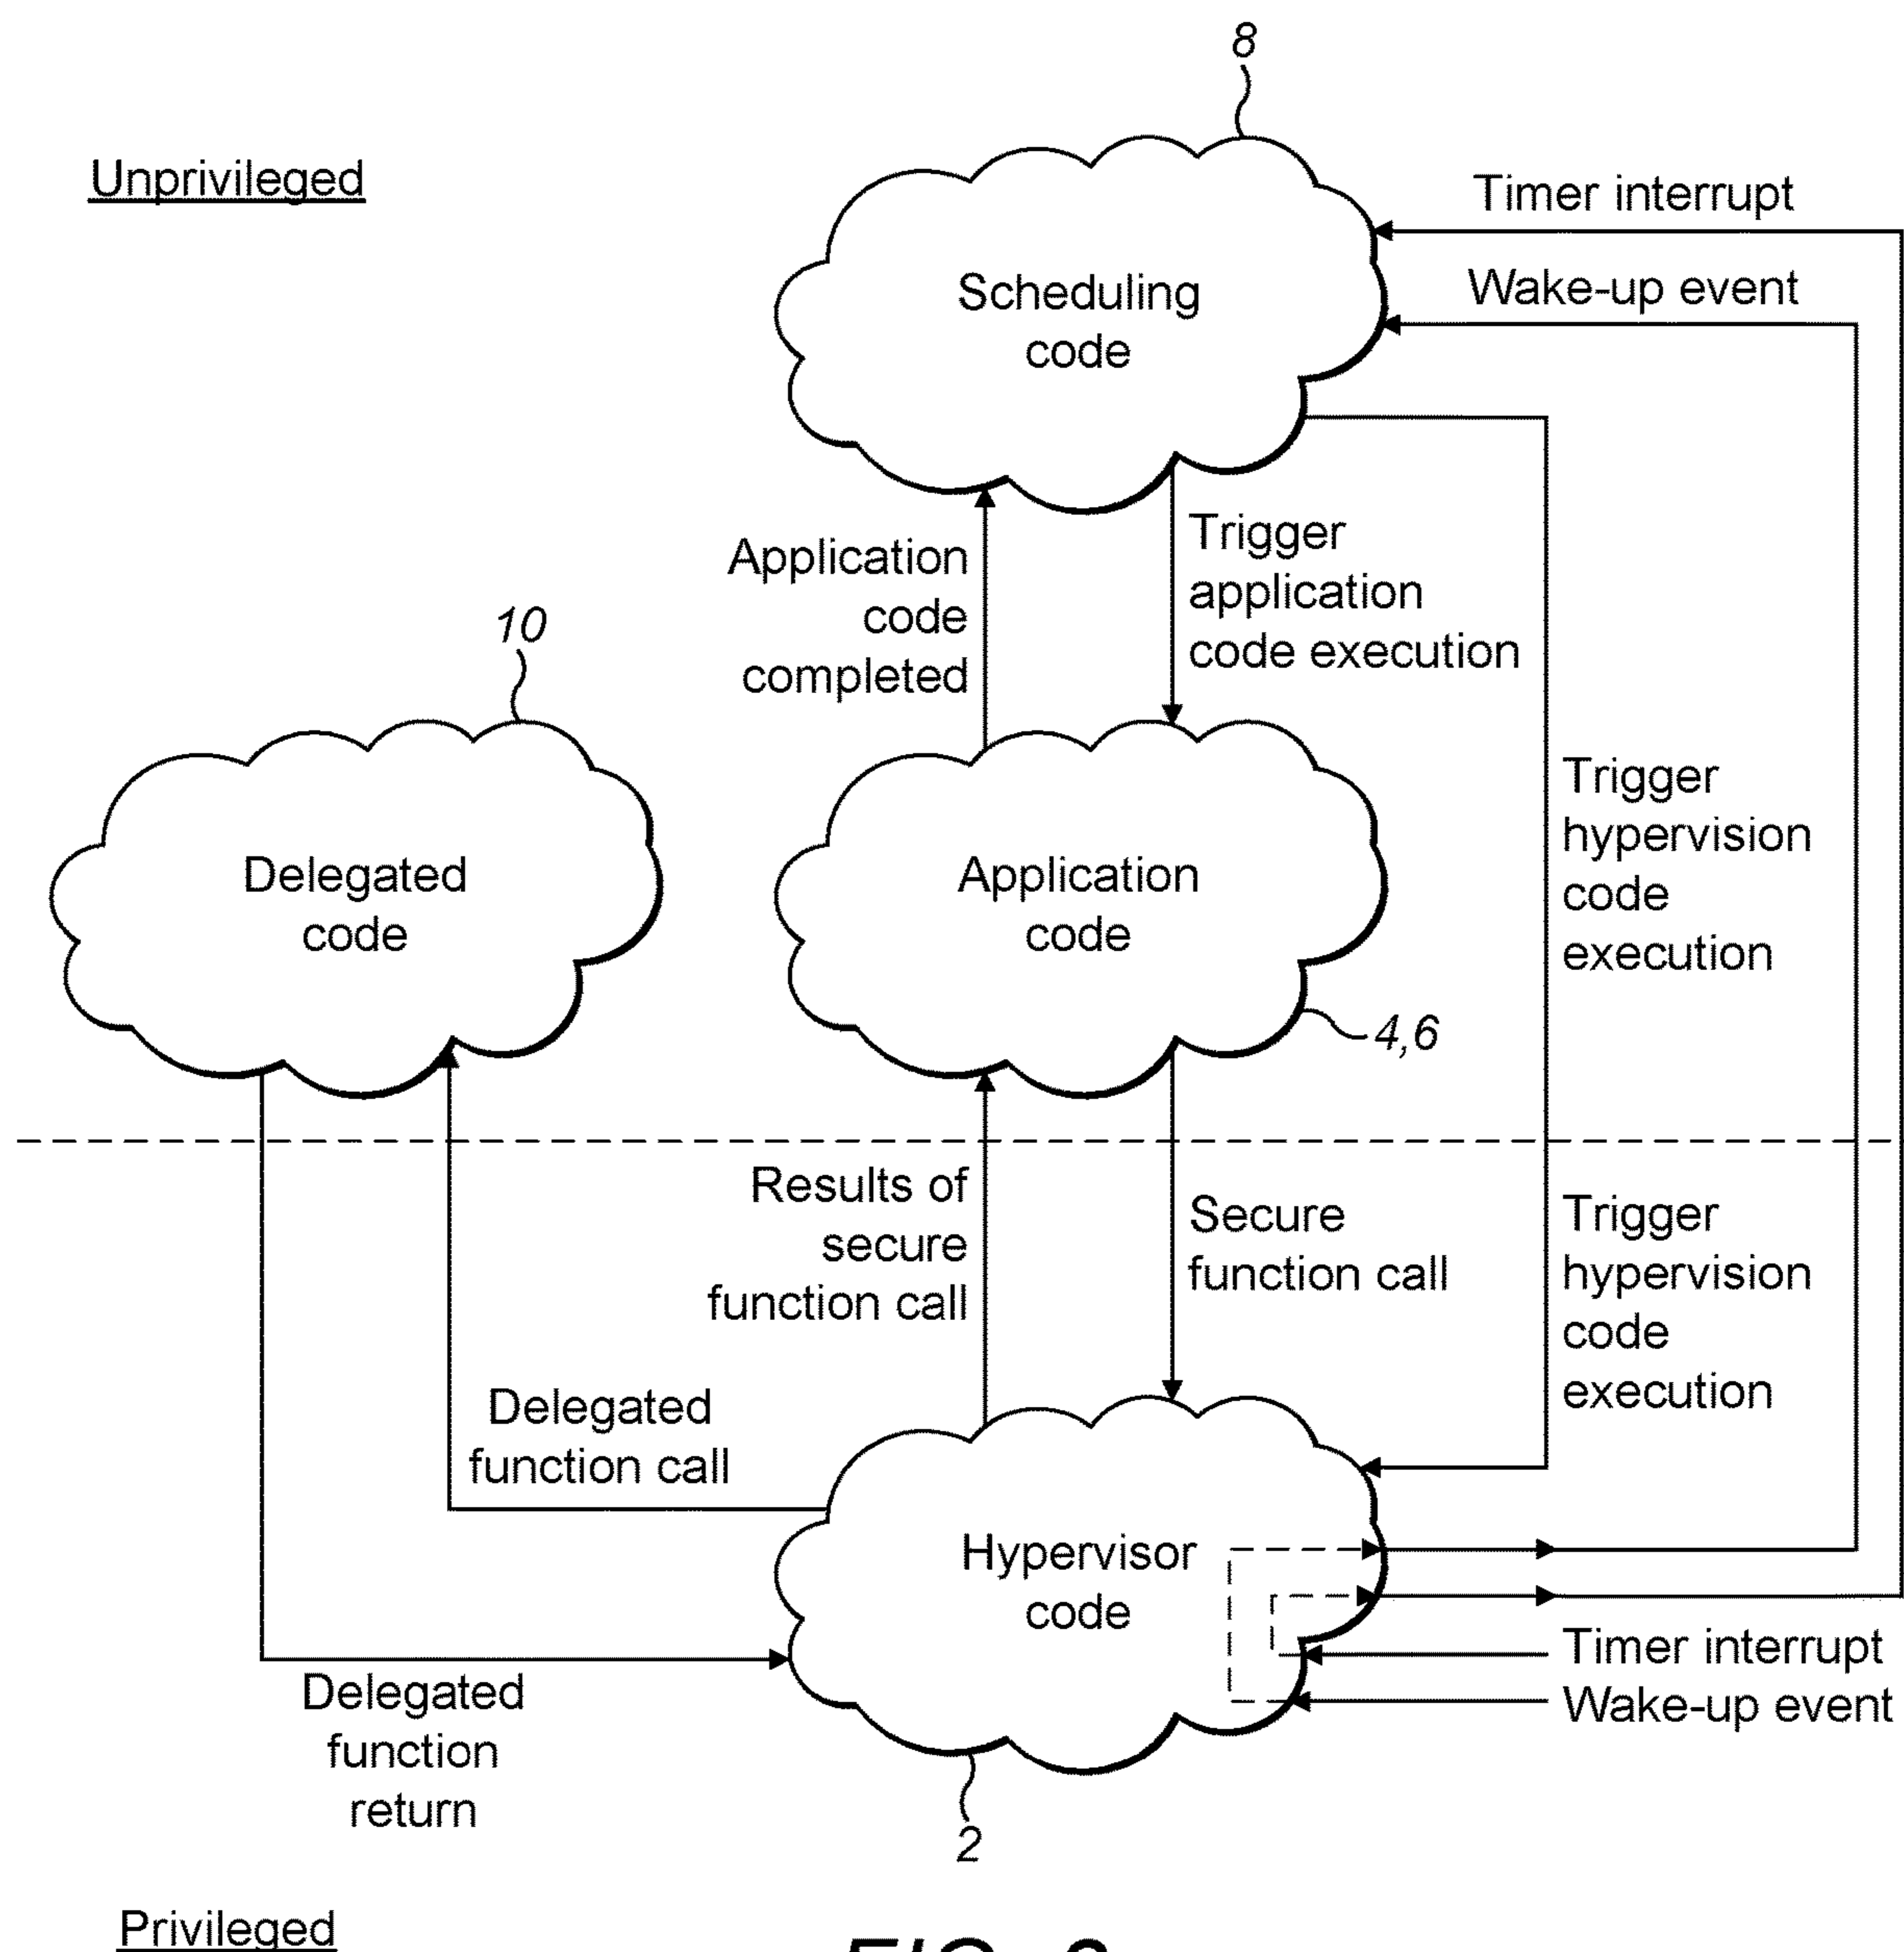 8
Unprivileged
Timer interrupt
Wake-up event
Scheduling
code
Application
code
completed
Trigger
application
code execution
10
Delegated
code
Application
code
Trigger
hypervision
code
execution
4,6
Results of
secure
function call
Secure
function call
Trigger
hypervision
code
execution
Delegated
function call
Hypervisor
code
Timer interrupt
Wake-up event
Delegated
function
return
2
Privileged